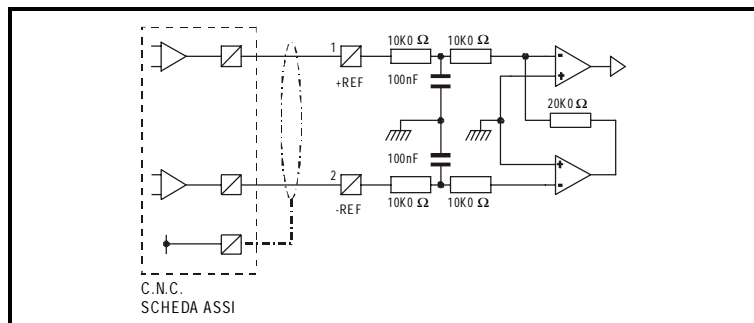 10K0 Ω 10K0 Ω
1
+REF
100nF
-
+
20K0 Ω
100nF
2
-REF
+
-
10K0 Ω 10K0 Ω
C.N.C.
SCHEDA ASSI